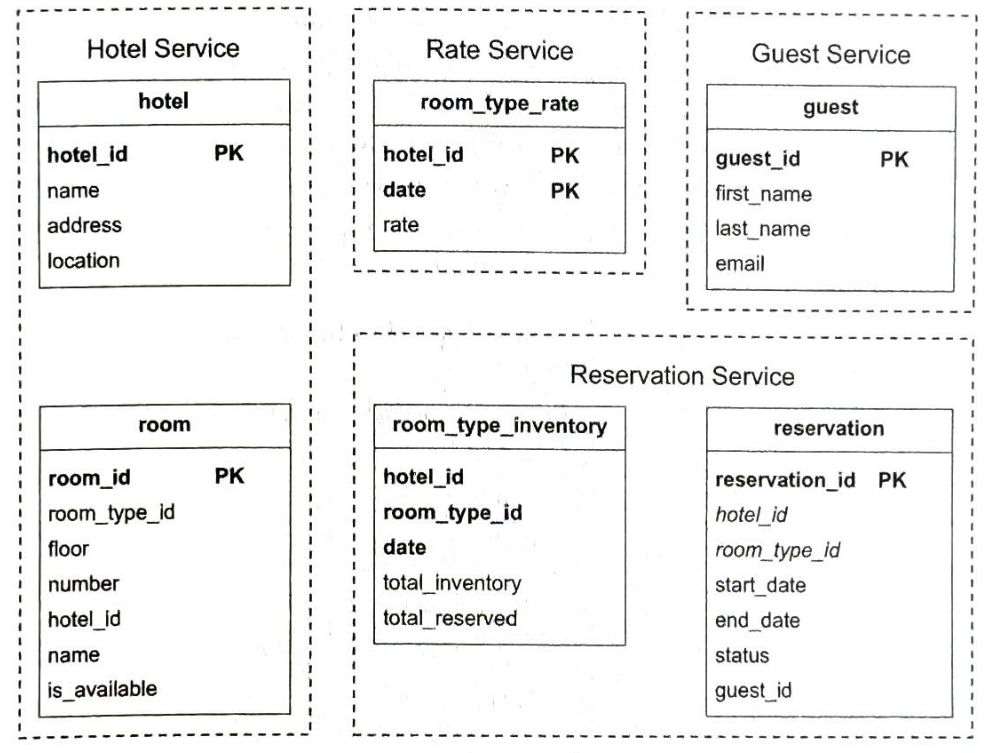 Hotel Service
hotel
hotel_id PK
name
address
location
room
room_id PK
room_type_id
floor
number
hotel_id
name
is_available
Rate Service
room_type_rate
hotel_id PK
date PK
rate
Guest Service
guest
guest_id PK
first_name
last_name
email
Reservation Service
room_type_inventory
hotel_id
room_type_id
date
total_inventory
total_reserved
reservation
reservation_id PK
hotel_id
room_type_id
start_date
end_date
status
guest_id